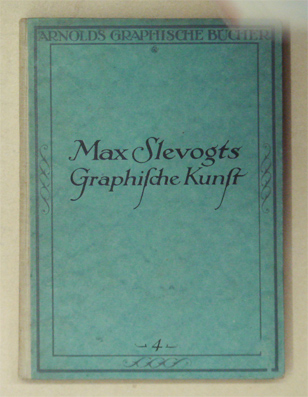 ARNOLDS GRAPHISCHE BÜCHER
Max Slevogts
Graphiſche Kunſt
4